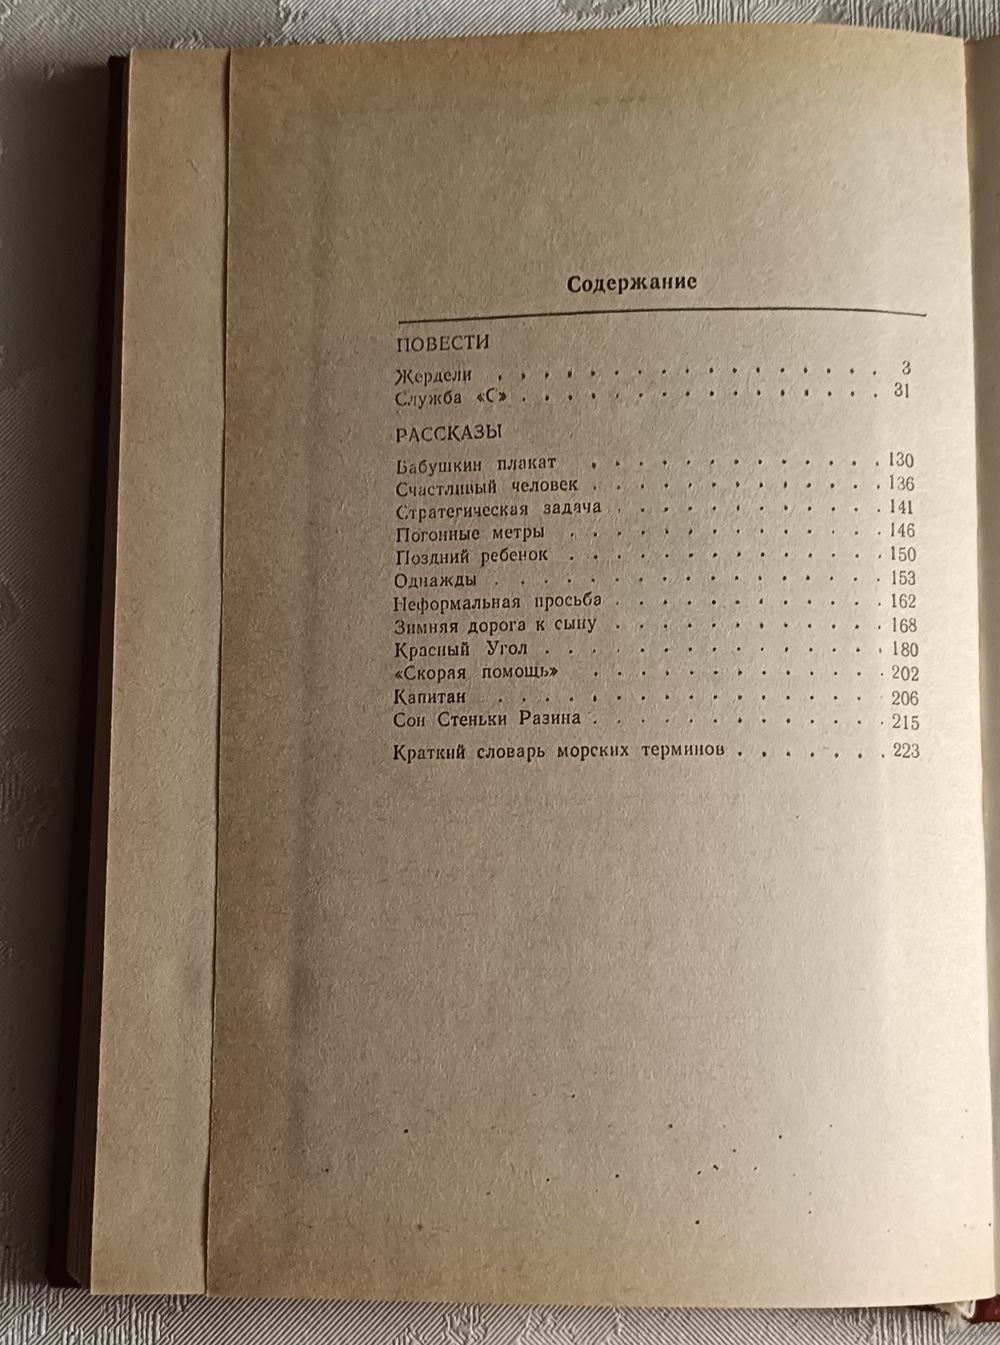 Содержание
ПОВЕСТИ
Жердели . . . . . . . . . . . . . . . . 3
Служба «С» . . . . . . . . . . . . . . . 31
РАССКАЗЫ
Бабушкин плакат . . . . . . . . . . . . 130
Счастливый человек . . . . . . . . . . . . 136
Стратегическая задача . . . . . . . . . . . 141
Погонные метры . . . . . . . . . . . . . 146
Поздний ребенок . . . . . . . . . . . . . 150
Однажды . . . . . . . . . . . . . . . . 153
Неформальная просьба . . . . . . . . . . . 162
Зимняя дорога к сыну . . . . . . . . . . . 168
Красный Угол . . . . . . . . . . . . . . 180
«Скорая помощь» . . . . . . . . . . . . 202
Капитан . . . . . . . . . . . . . . . . 206
Сон Стеньки Разина . . . . . . . . . . . . 215
Краткий словарь морских терминов . . . . . . . 223